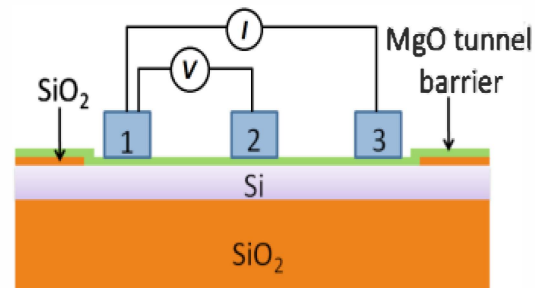 I
MgO tunnel
barrier
V
SiO₂
1 2 3
Si
SiO₂